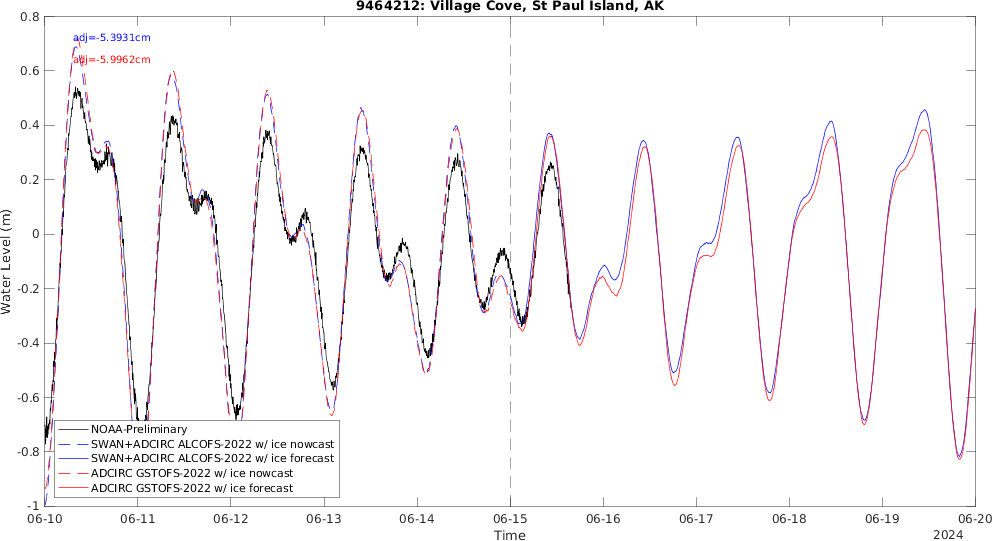 9464212: Village Cove, St Paul Island, AK
0.8
0.6
0.4
0.2
0
-0.2
-0.4
-0.6
-0.8
-1
Water Level (m)
adj=-5.3931cm
adj=-5.9962cm
NOAA-Preliminary
SWAN+ADCIRC ALCOFS-2022 w/ ice nowcast
SWAN+ADCIRC ALCOFS-2022 w/ ice forecast
ADCIRC GSTOFS-2022 w/ ice nowcast
ADCIRC GSTOFS-2022 w/ ice forecast
06-10 06-11 06-12 06-13 06-14 06-15 06-16 06-17 06-18 06-19 06-20
Time
2024